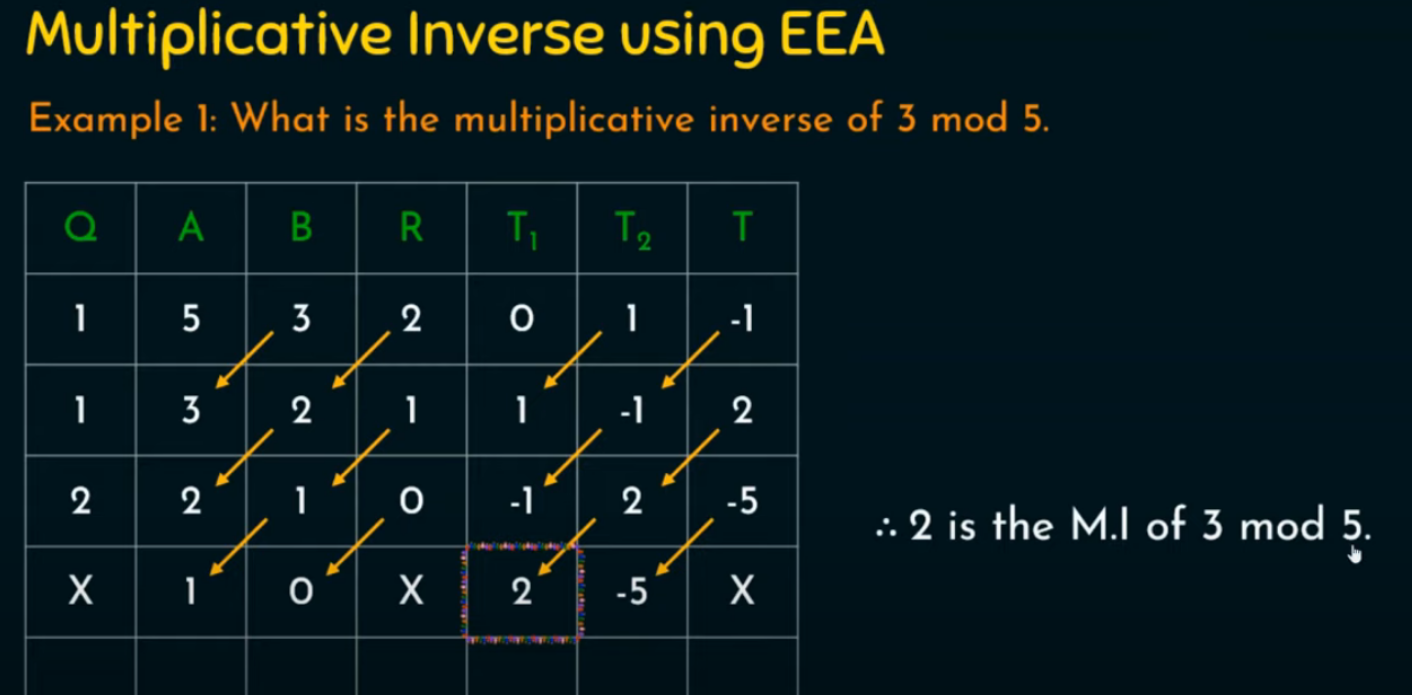 Multiplicative Inverse using EEA
Example 1: What is the multiplicative inverse of 3 mod 5.
Q A B R T₁ T₂ T
1 5 3 2 0 1 -1
1 3 2 1 1 -1 2
2 2 1 0 -1 2 -5
∴ 2 is the M.I of 3 mod 5.
X 1 0 X 2 -5 X